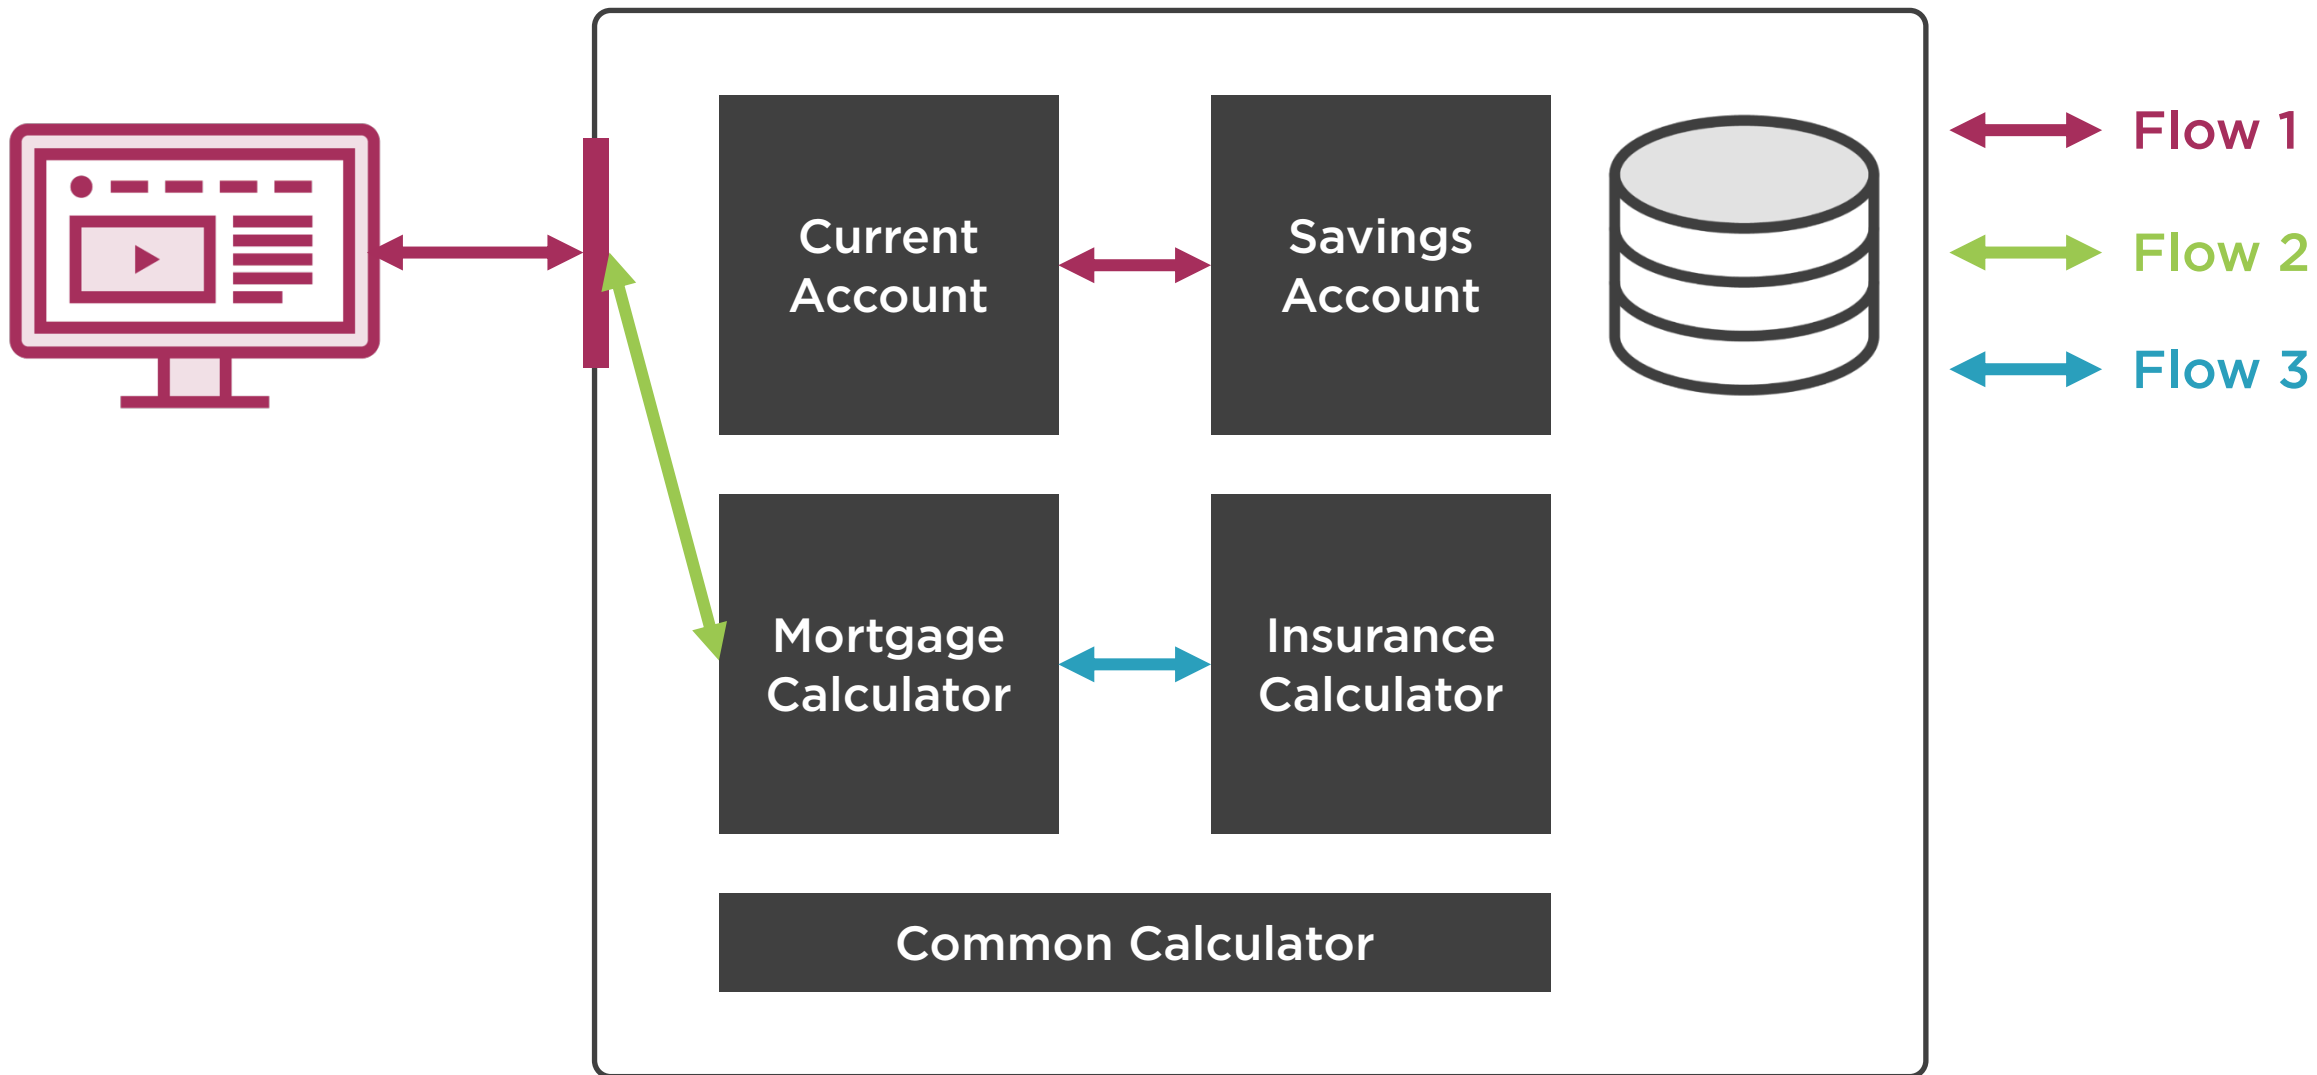 Current
Account
Savings
Account
Mortgage
Calculator
Insurance
Calculator
Common Calculator
Flow 1
Flow 2
Flow 3